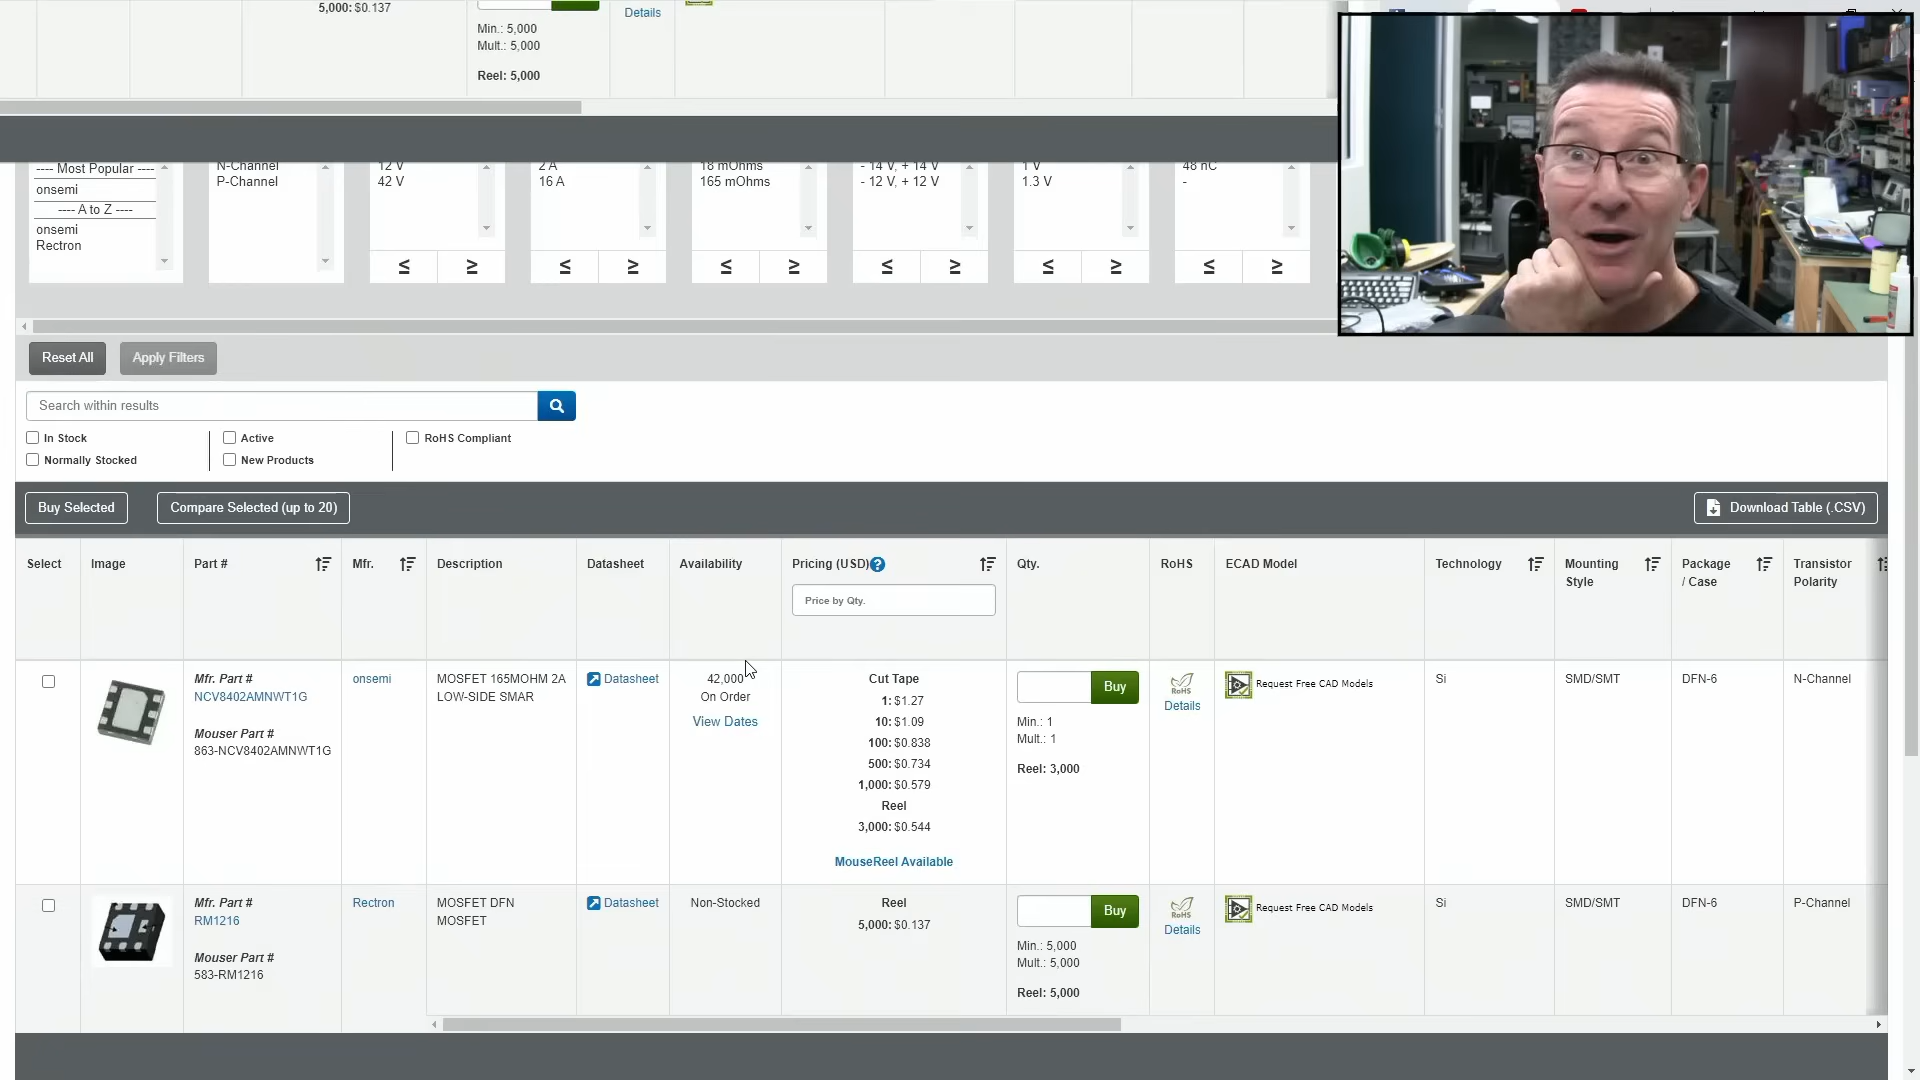 5,000: $0.137
Details
Min.: 5,000
Mult.: 5,000
Reel: 5,000
---- Most Popular ----
onsemi
---- A to Z ----
onsemi
Rectron
N-Channel
P-Channel
12 V
42 V
2 A
16 A
18 mOhms
165 mOhms
- 14 V, + 14 V
- 12 V, + 12 V
1 V
1.3 V
48 nC
-
≤ ≥ ≤ ≥ ≤ ≥ ≤ ≥ ≤ ≥ ≤ ≥
Reset All Apply Filters
Search within results
In Stock Active RoHS Compliant
Normally Stocked New Products
Buy Selected Compare Selected (up to 20) Download Table (.CSV)
Select Image Part # Mfr. Description Datasheet Availability Pricing (USD) ? Qty. RoHS ECAD Model Technology Mounting Style Package / Case Transistor Polarity
Price by Qty.
Mfr. Part #
NCV8402AMNWT1G
Mouser Part #
863-NCV8402AMNWT1G
onsemi
MOSFET 165MOHM 2A
LOW-SIDE SMAR
Datasheet
42,000
On Order
View Dates
Cut Tape
1: $1.27
10: $1.09
100: $0.838
500: $0.734
1,000: $0.579
Reel
3,000: $0.544
MouseReel Available
Buy
Min.: 1
Mult.: 1
Reel: 3,000
RoHS
Details
Request Free CAD Models
Si
SMD/SMT
DFN-6
N-Channel
Mfr. Part #
RM1216
Mouser Part #
583-RM1216
Rectron
MOSFET DFN
MOSFET
Datasheet
Non-Stocked
Reel
5,000: $0.137
Buy
Min.: 5,000
Mult.: 5,000
Reel: 5,000
RoHS
Details
Request Free CAD Models
Si
SMD/SMT
DFN-6
P-Channel